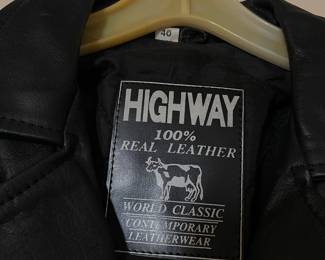 40
HIGHWAY
100%
REAL LEATHER
WORLD CLASSIC
CONTEMPORARY
LEATHERWEAR